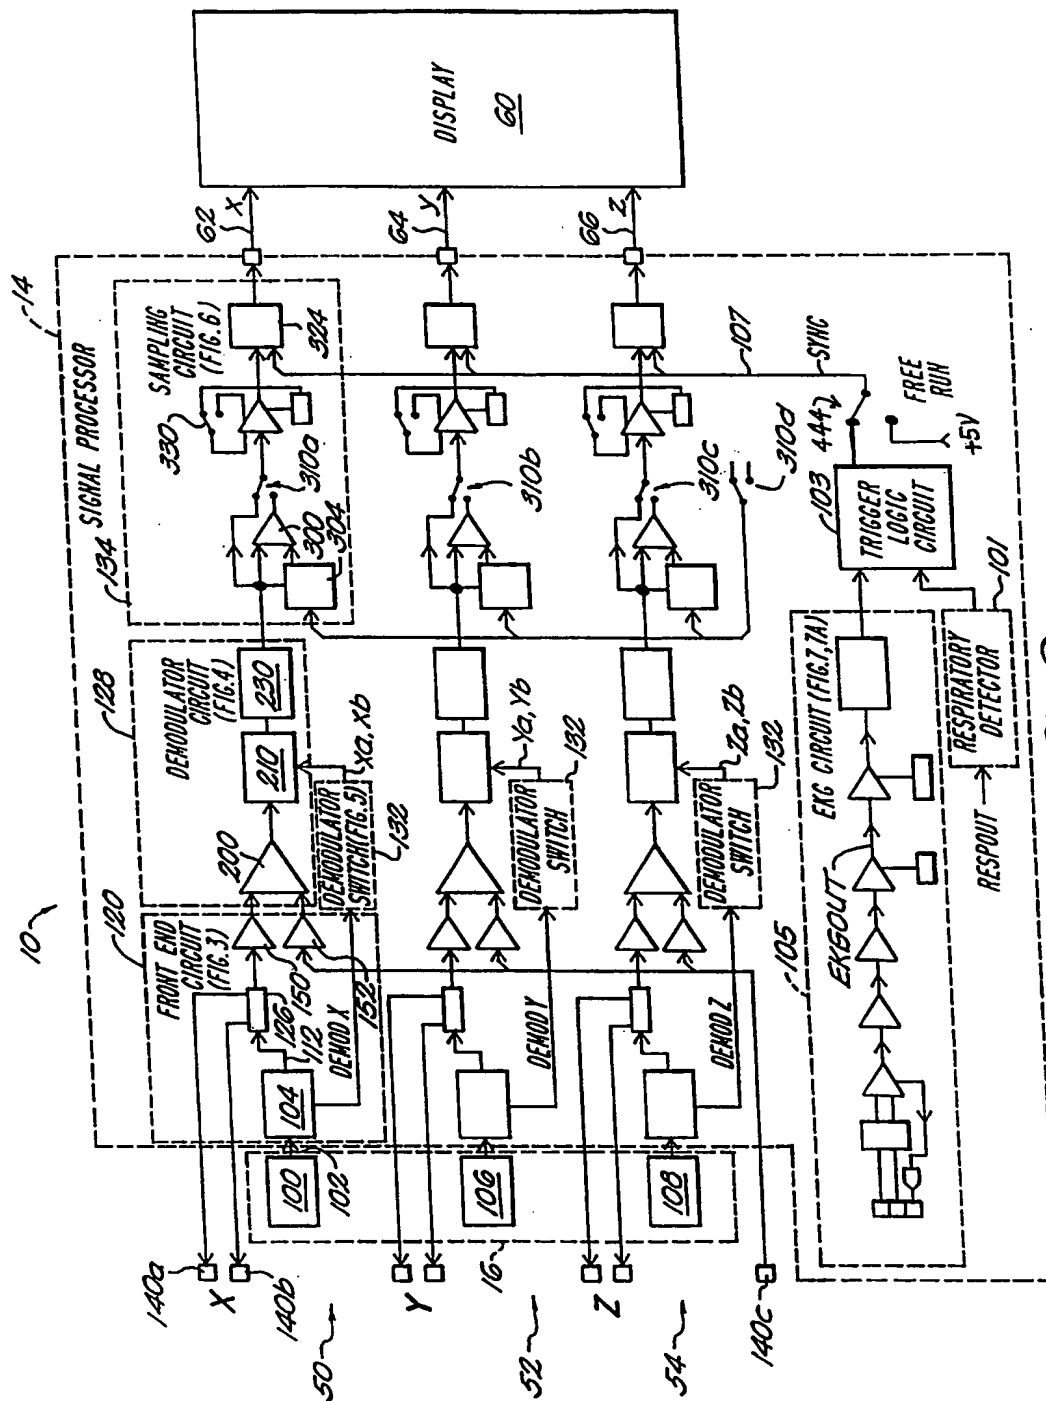 10
14
SIGNAL PROCESSOR
120
FRONT END
CIRCUIT
(FIG. 3)
128
DEMODULATOR
CIRCUIT
(FIG. 4)
134
SAMPLING
CIRCUIT
(FIG. 6)
140a
X
140b
50
100
102
104
112
126
150
152
DEMOD X
200
210
230
Xa, Xb
DEMODULATOR
SWITCH (FIG. 5)
132
300
304
310a
330
324
62
X
DISPLAY
60
Y
52
16
106
DEMOD Y
DEMODULATOR
SWITCH
132
Ya, Yb
310b
64
Y
Z
54
108
DEMOD Z
DEMODULATOR
SWITCH
132
Za, Zb
310c
310d
66
Z
107
SYNC
140c
105
EKGOUT
EKG CIRCUIT (FIG. 7, 7A)
103
TRIGGER
LOGIC
CIRCUIT
444
FREE
RUN
+5V
RESPOUT
RESPIRATORY
DETECTOR
101